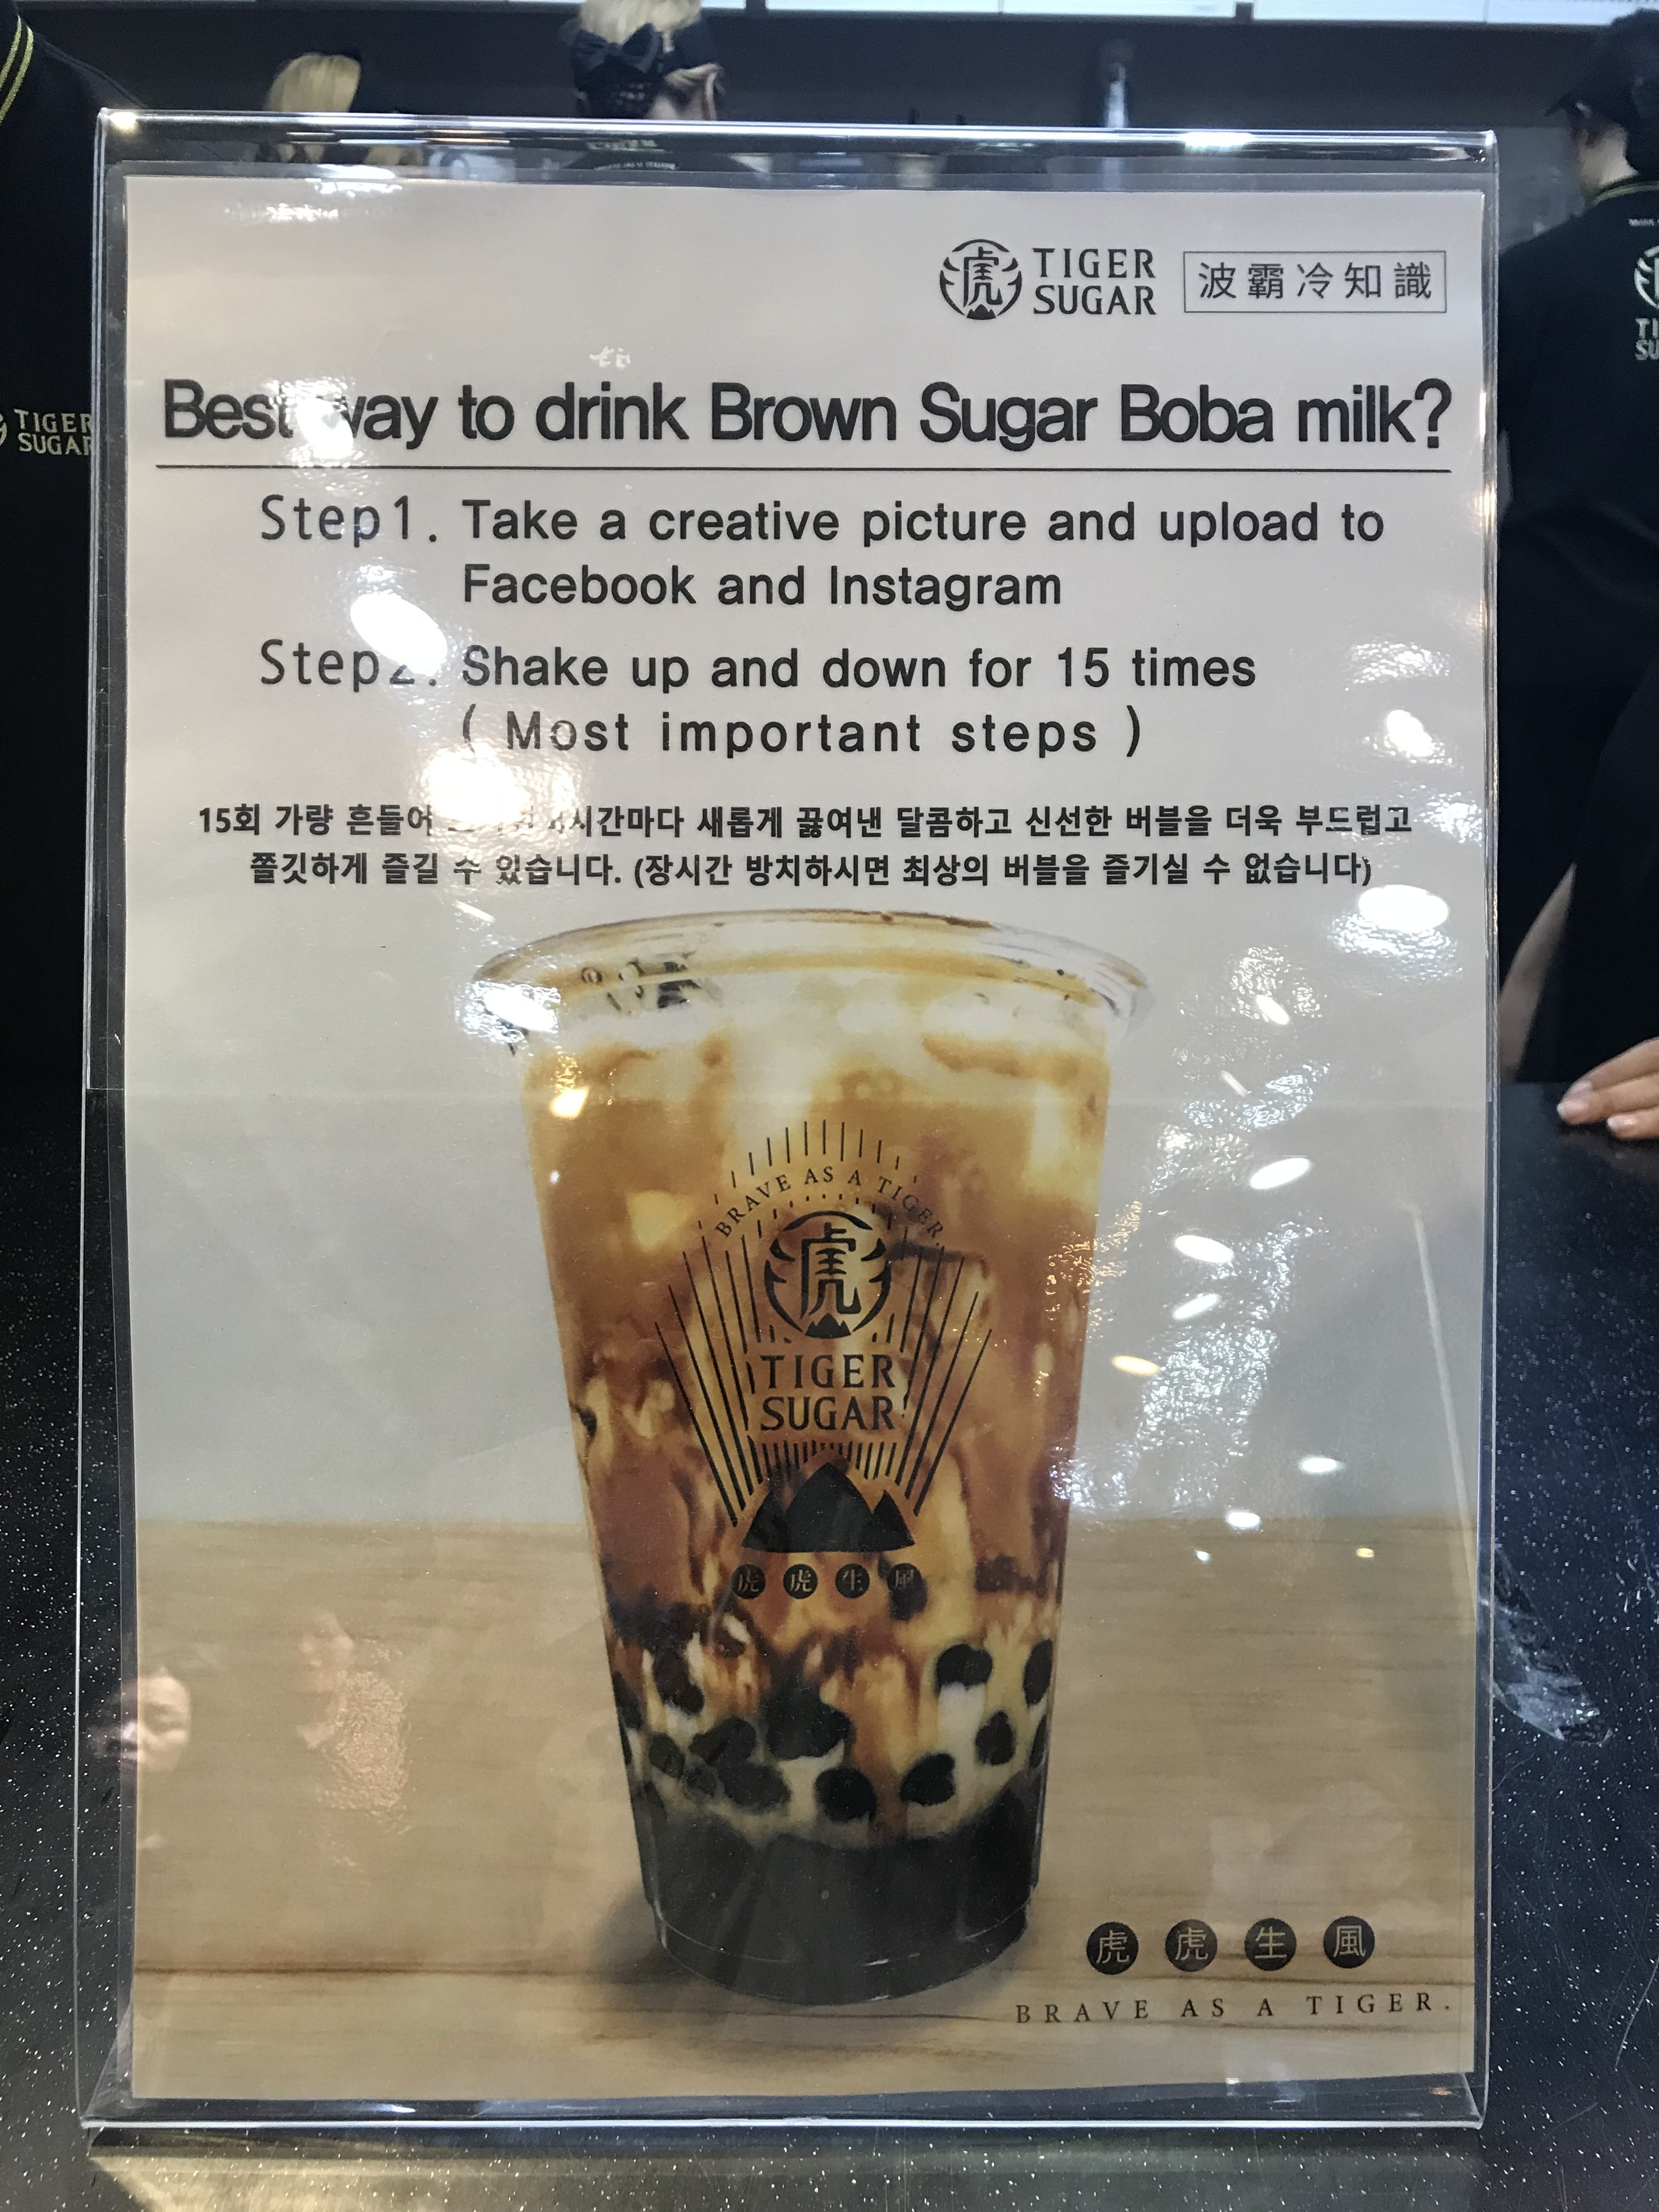 TIGER
SUGAR
波霸冷知識
Best way to drink Brown Sugar Boba milk?
Step1. Take a creative picture and upload to
Facebook and Instagram
Step2. Shake up and down for 15 times
( Most important steps )
15회 가량 흔들어 시간마다 새롭게 끓여낸 달콤하고 신선한 버블을 더욱 부드럽고
쫄깃하게 즐길 수 있습니다. (장시간 방치하시면 최상의 버블을 즐기실 수 없습니다)
BRAVE AS A TIGER.
虎
TIGER
SUGAR
虎虎生風
虎虎生風
BRAVE AS A TIGER.
TIGER
SUGAR